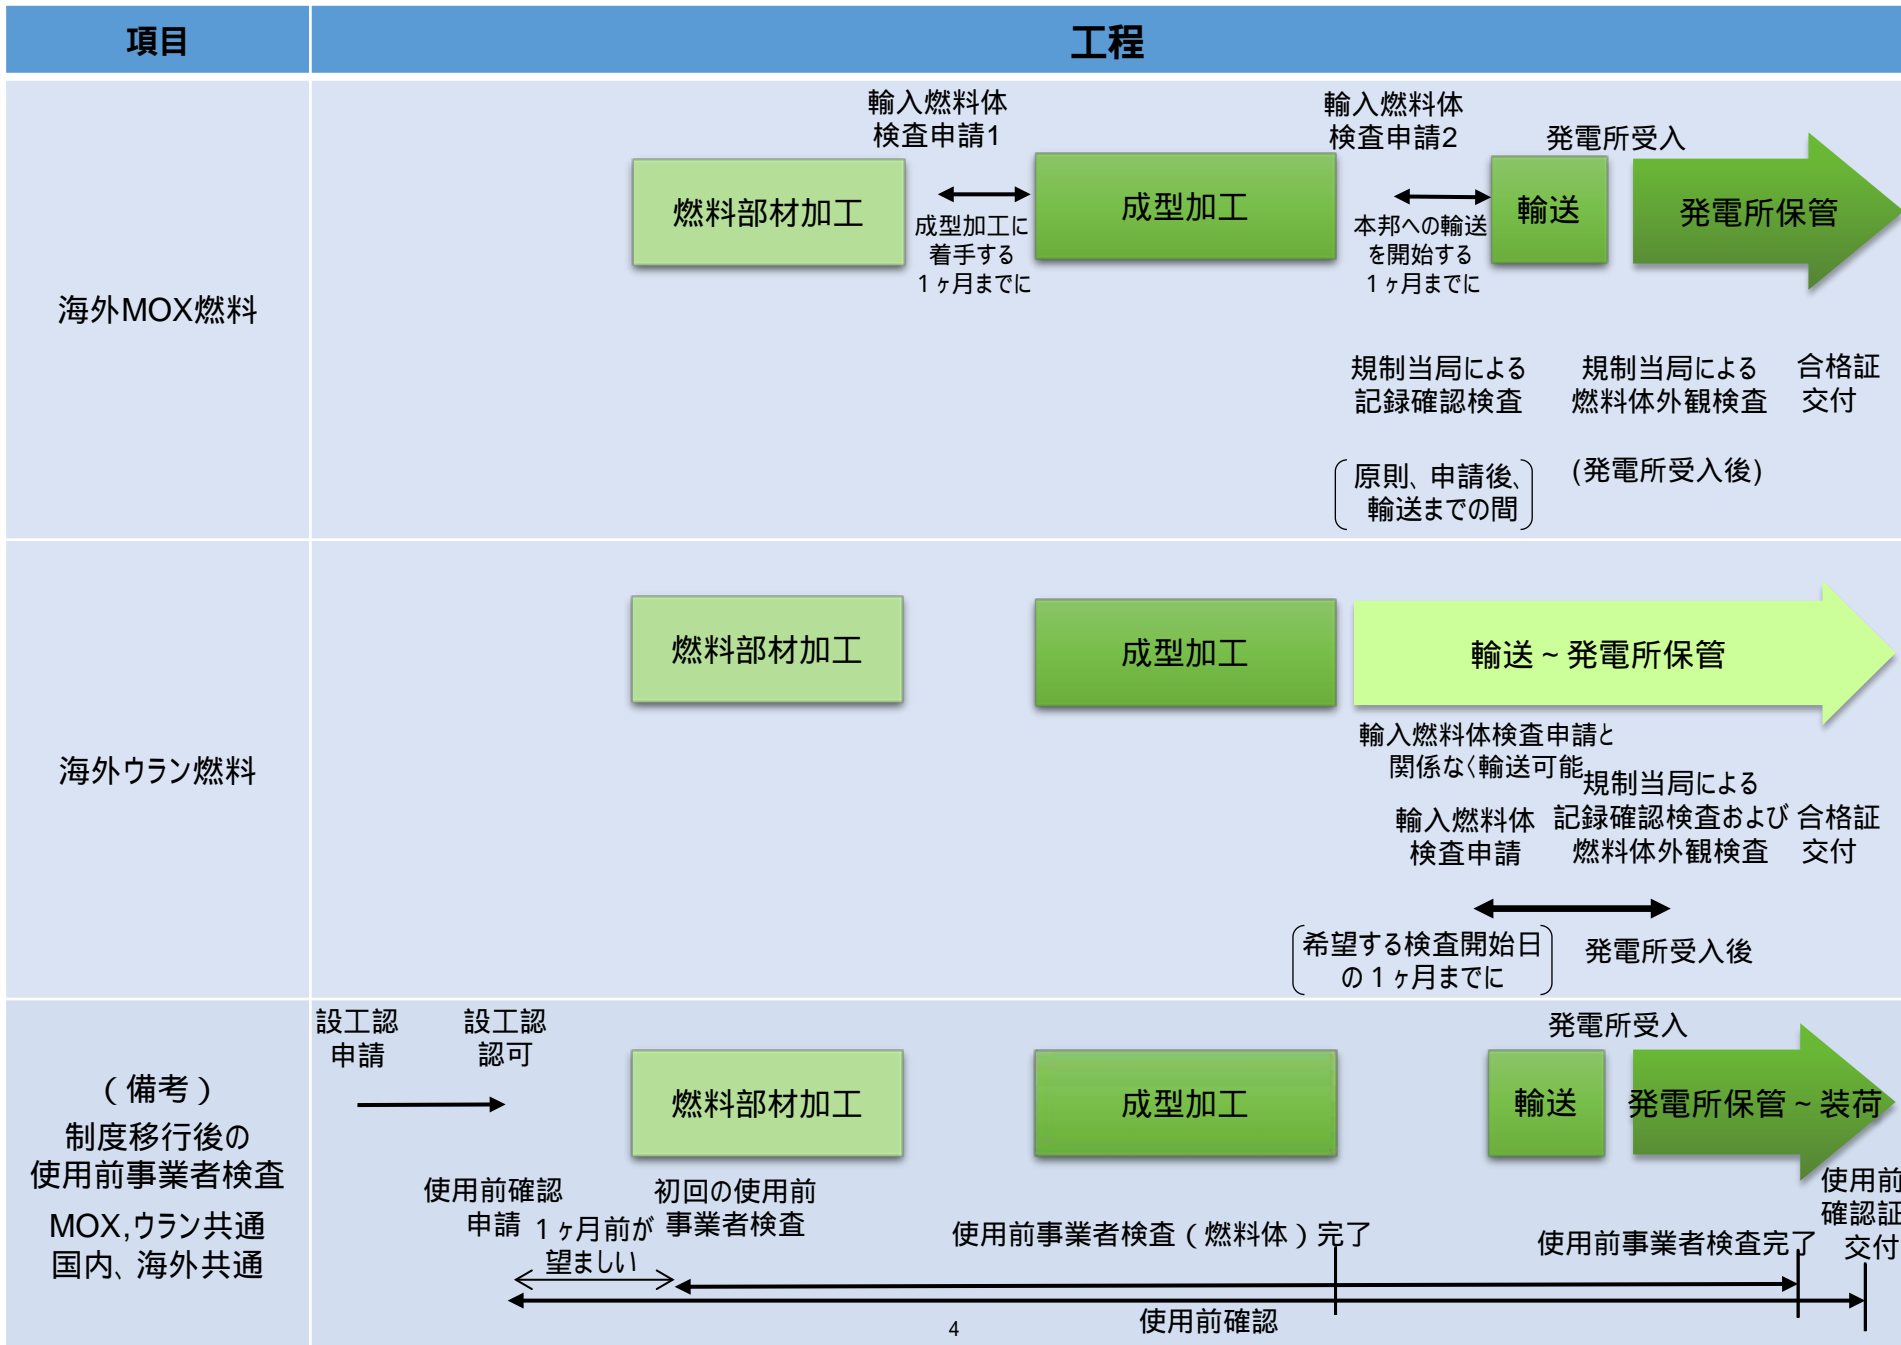 項目
工程
海外MOX燃料
輸入燃料体
検査申請1
輸入燃料体
検査申請2
発電所受入
燃料部材加工
成型加工に
着手する
1ヶ月までに
成型加工
本邦への輸送
を開始する
1ヶ月までに
輸送
発電所保管
規制当局による
記録確認検査
規制当局による
燃料体外観検査
合格証
交付
原則、申請後、
輸送までの間
(発電所受入後)
海外ウラン燃料
燃料部材加工
成型加工
輸送~発電所保管
輸入燃料体検査申請と
関係なく輸送可能
輸入燃料体
検査申請
規制当局による
記録確認検査および
燃料体外観検査
合格証
交付
希望する検査開始日
の1ヶ月までに
発電所受入後
(備考)
制度移行後の
使用前事業者検査
MOX,ウラン共通
国内、海外共通
設工認
申請
設工認
認可
燃料部材加工
成型加工
発電所受入
輸送
発電所保管~装荷
使用前確認
申請
1ヶ月前が
望ましい
初回の使用前
事業者検査
使用前事業者検査(燃料体)完了
使用前事業者検査完了
使用前
確認証
交付
使用前確認
4